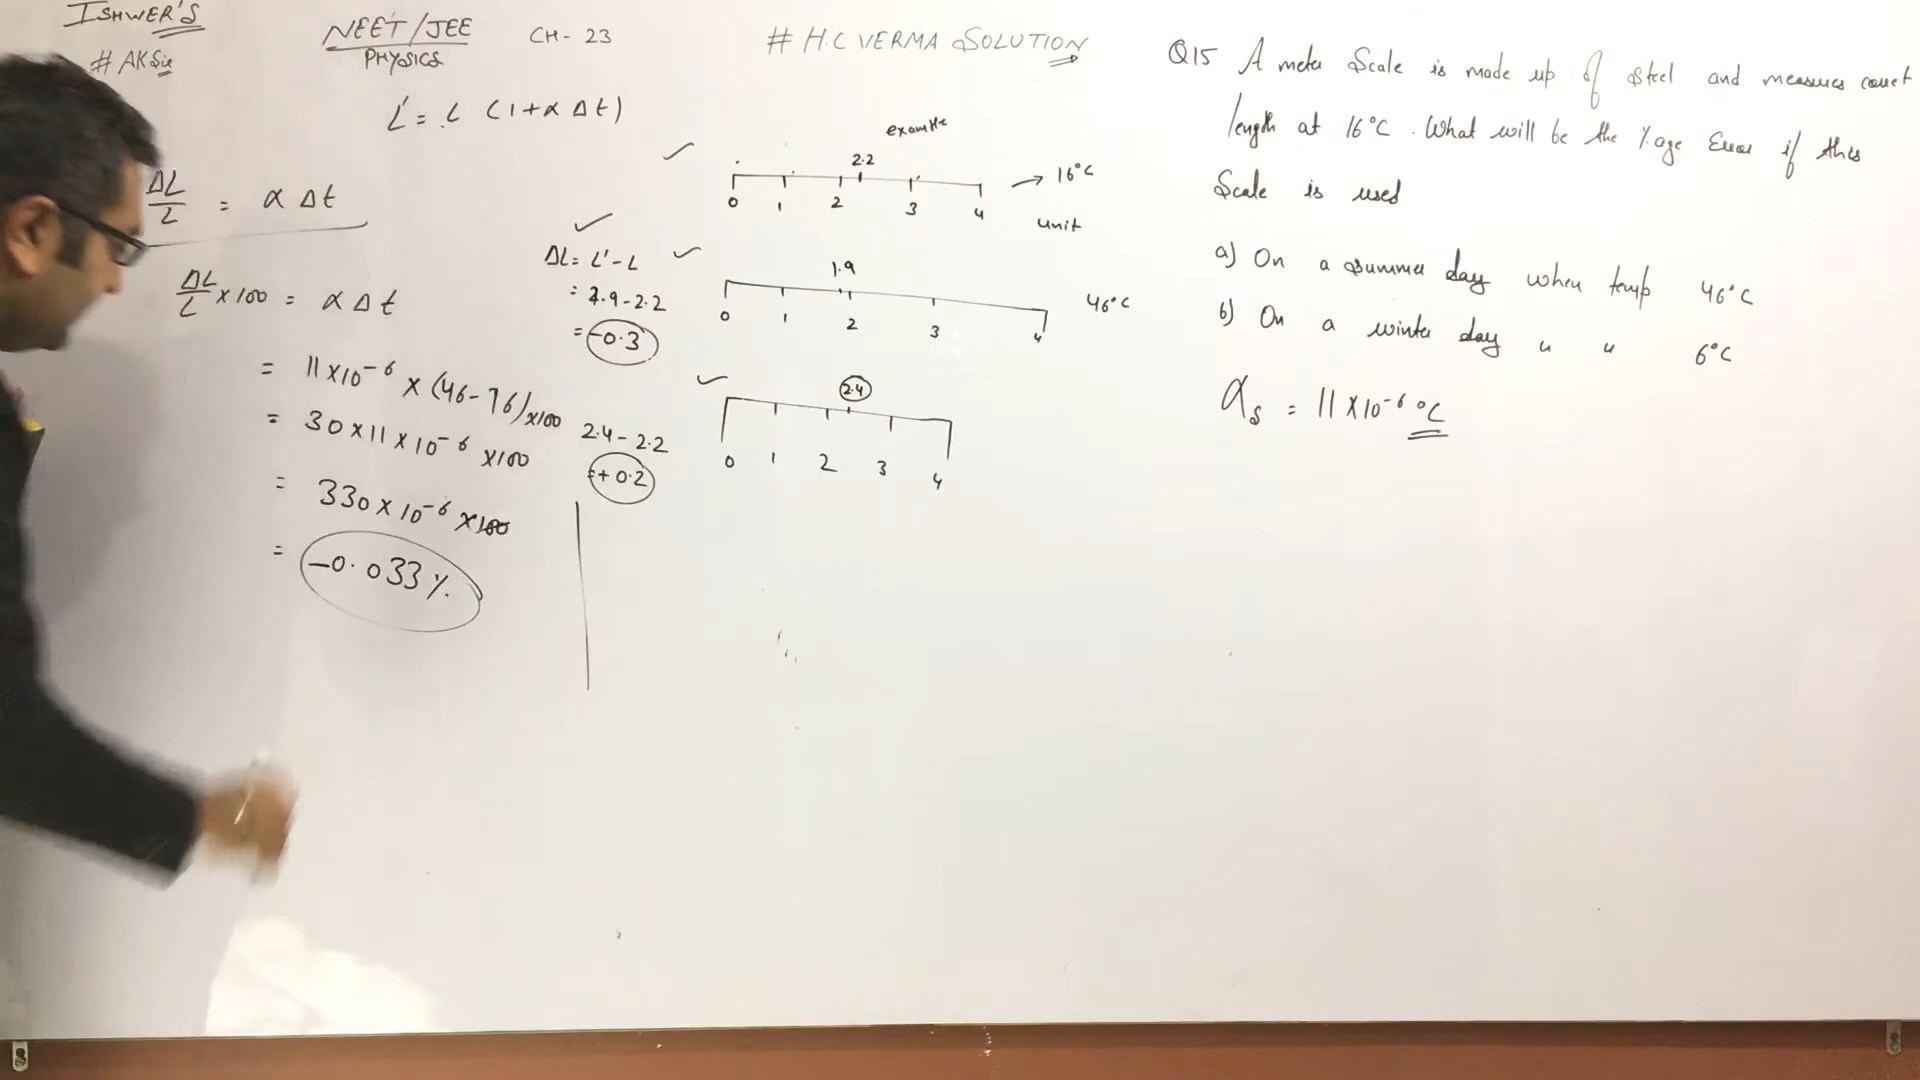 ISHWER'S
# AKSir
NEET/JEE
PHYSICS
CH- 23
# H.C VERMA SOLUTION
L' = L (1+α Δt)
ΔL/L = α Δt
ΔL/L x 100 = α Δt
= 11 x 10⁻⁶ x (46-16) x100
= 30 x 11 x 10⁻⁶ x100
= 330 x 10⁻⁶ x100
= -0.033%
ΔL = L' - L
= 1.9 - 2.2
= -0.3
2.4 - 2.2
= + 0.2
example
2.2
0 1 2 3 4
→ 16°C
unit
1.9
0 1 2 3 4
46°C
2.4
0 1 2 3 4
Q15 A meter Scale is made up of Steel and measures correct
length at 16°C. What will be the %age Error if this
Scale is used
a) On a summer day when temp 46°C
b) On a winter day " " 6°C
αs = 11 x 10⁻⁶ °C